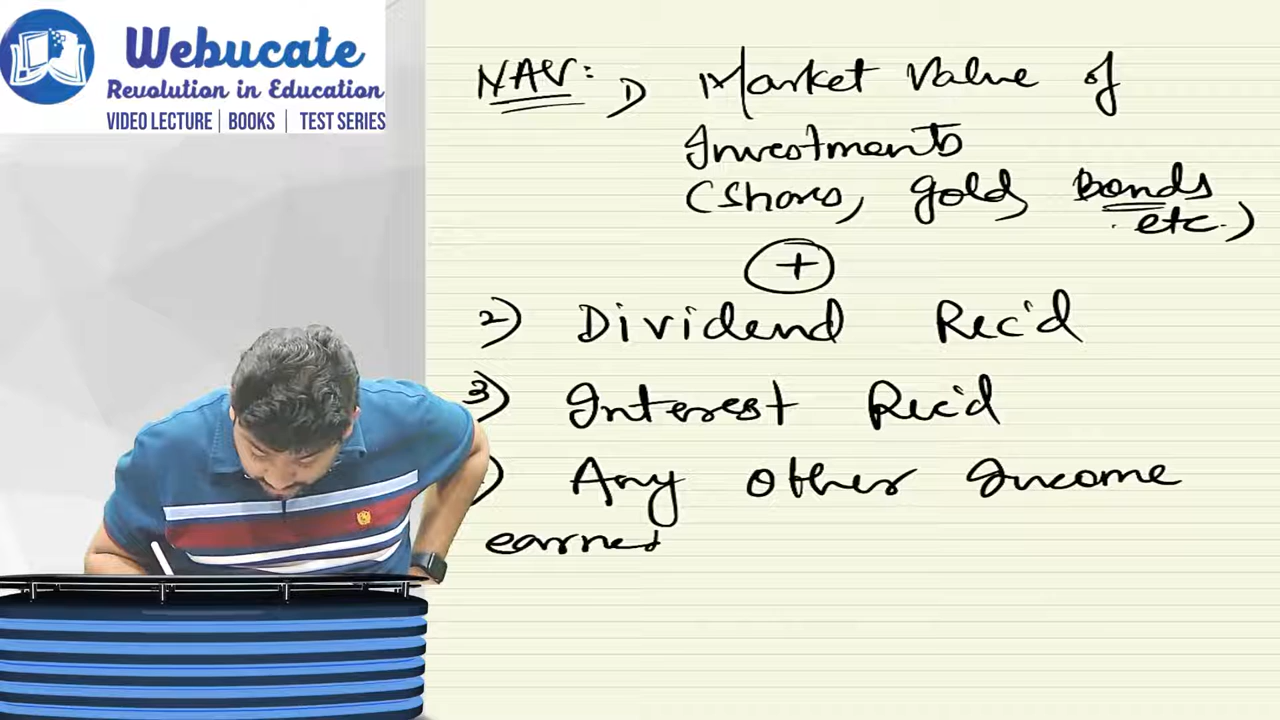 Webucate
Revolution in Education
VIDEO LECTURE | BOOKS | TEST SERIES
NAV: 1) Market Value of
Investments
(Shares, gold Bonds
etc.)
+
2) Dividend Rec'd
3) Interest Rec'd
) Any other Income
earned